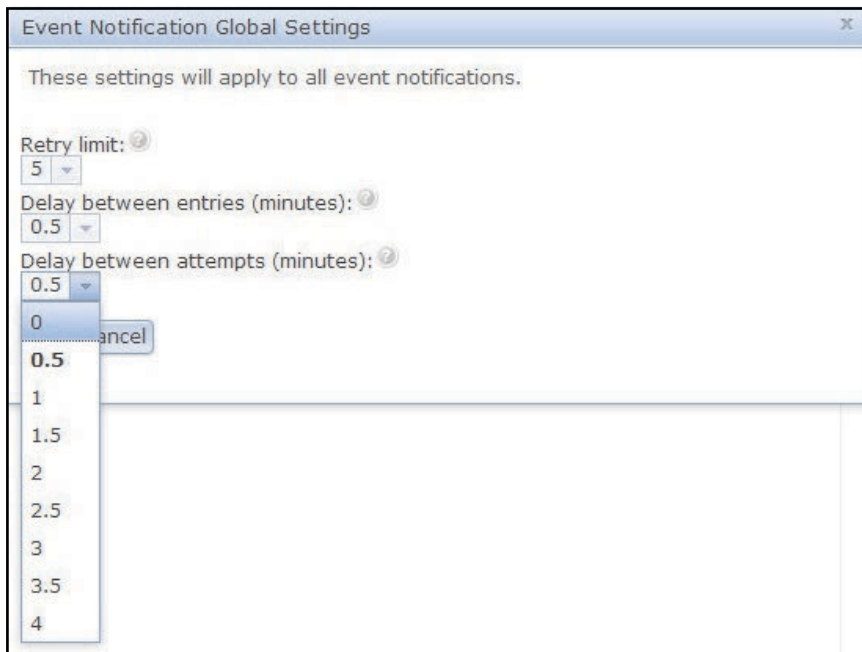 Event Notification Global Settings x
These settings will apply to all event notifications.
Retry limit: ?
5
Delay between entries (minutes): ?
0.5
Delay between attempts (minutes): ?
0.5
0
ancel
0.5
1
1.5
2
2.5
3
3.5
4